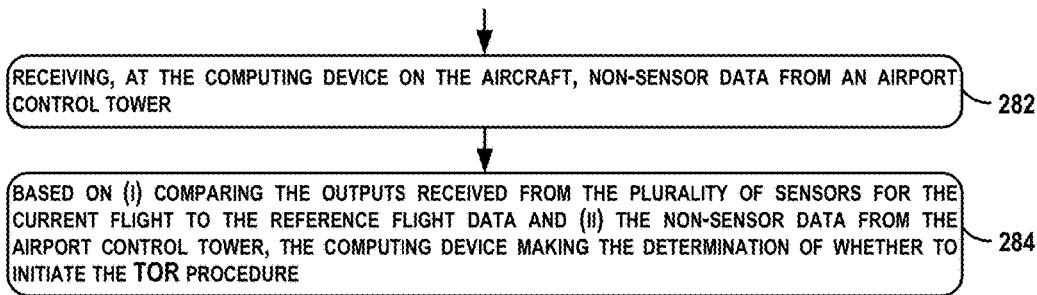 RECEIVING, AT THE COMPUTING DEVICE ON THE AIRCRAFT, NON-SENSOR DATA FROM AN AIRPORT
CONTROL TOWER
282
BASED ON (I) COMPARING THE OUTPUTS RECEIVED FROM THE PLURALITY OF SENSORS FOR THE
CURRENT FLIGHT TO THE REFERENCE FLIGHT DATA AND (II) THE NON-SENSOR DATA FROM THE
AIRPORT CONTROL TOWER, THE COMPUTING DEVICE MAKING THE DETERMINATION OF WHETHER TO
INITIATE THE TOR PROCEDURE
284